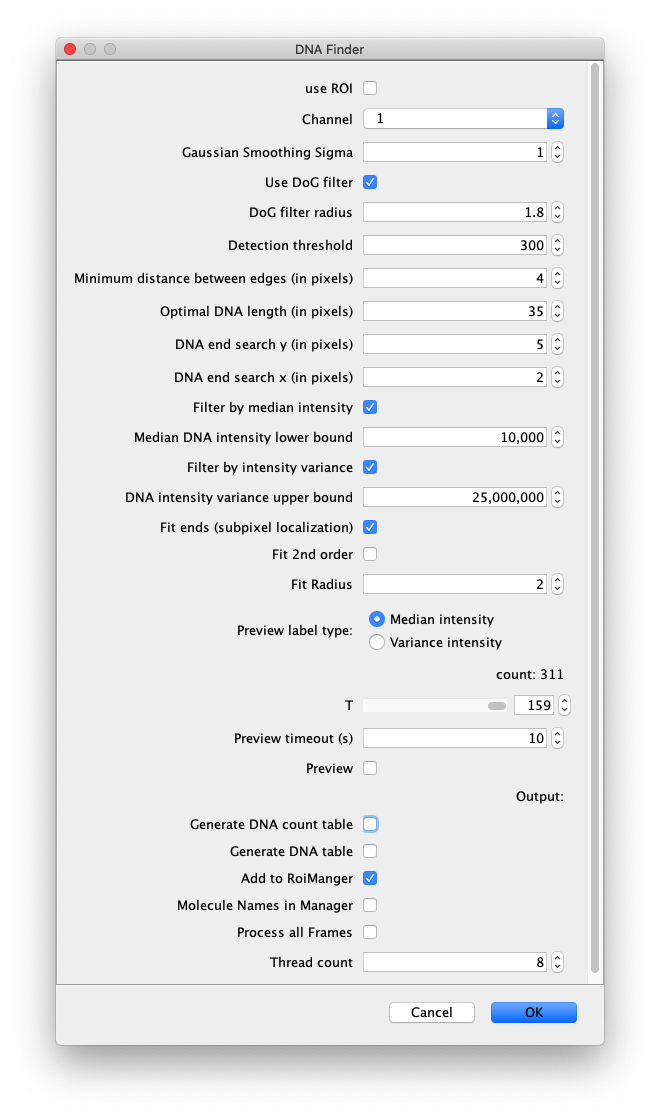 DNA Finder
use ROI
Channel 1
Gaussian Smoothing Sigma 1
Use DoG filter
DoG filter radius 1.8
Detection threshold 300
Minimum distance between edges (in pixels) 4
Optimal DNA length (in pixels) 35
DNA end search y (in pixels) 5
DNA end search x (in pixels) 2
Filter by median intensity
Median DNA intensity lower bound 10,000
Filter by intensity variance
DNA intensity variance upper bound 25,000,000
Fit ends (subpixel localization)
Fit 2nd order
Fit Radius 2
Preview label type: Median intensity
Variance intensity
count: 311
T 159
Preview timeout (s) 10
Preview
Output:
Generate DNA count table
Generate DNA table
Add to RoiManger
Molecule Names in Manager
Process all Frames
Thread count 8
Cancel OK